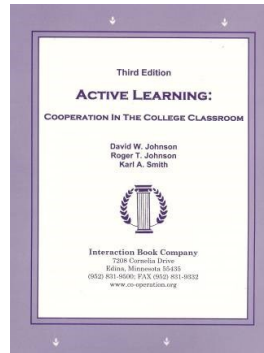 Third Edition
ACTIVE LEARNING:
COOPERATION IN THE COLLEGE CLASSROOM
David W. Johnson
Roger T. Johnson
Karl A. Smith
Interaction Book Company
7208 Cornelia Drive
Edina, Minnesota 55435
(952) 831-9500; FAX (952) 831-9332
www.co-operation.org